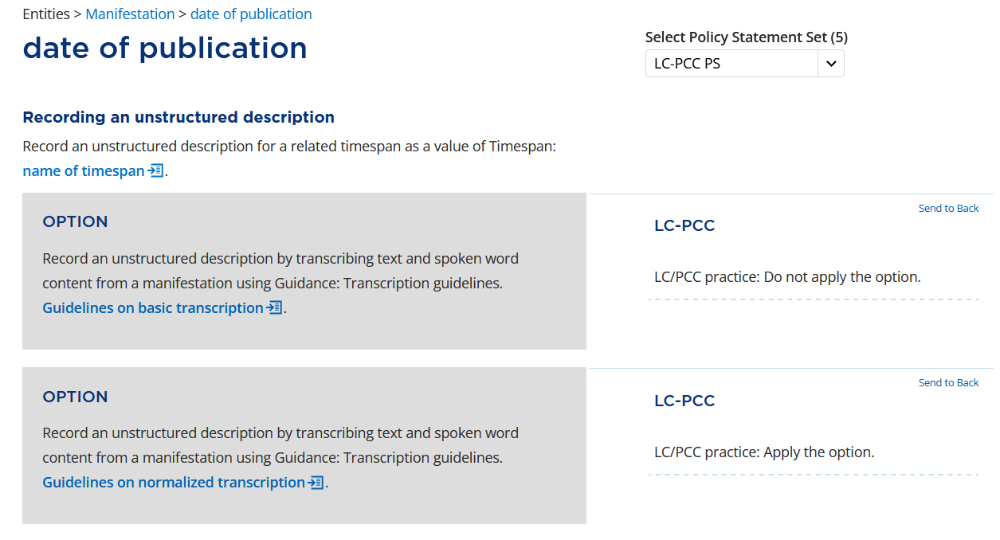 Entities > Manifestation > date of publication
date of publication
Select Policy Statement Set (5)
LC-PCC PS
Recording an unstructured description
Record an unstructured description for a related timespan as a value of Timespan:
name of timespan.
OPTION
Record an unstructured description by transcribing text and spoken word
content from a manifestation using Guidance: Transcription guidelines.
Guidelines on basic transcription.
Send to Back
LC-PCC
LC/PCC practice: Do not apply the option.
OPTION
Record an unstructured description by transcribing text and spoken word
content from a manifestation using Guidance: Transcription guidelines.
Guidelines on normalized transcription.
Send to Back
LC-PCC
LC/PCC practice: Apply the option.